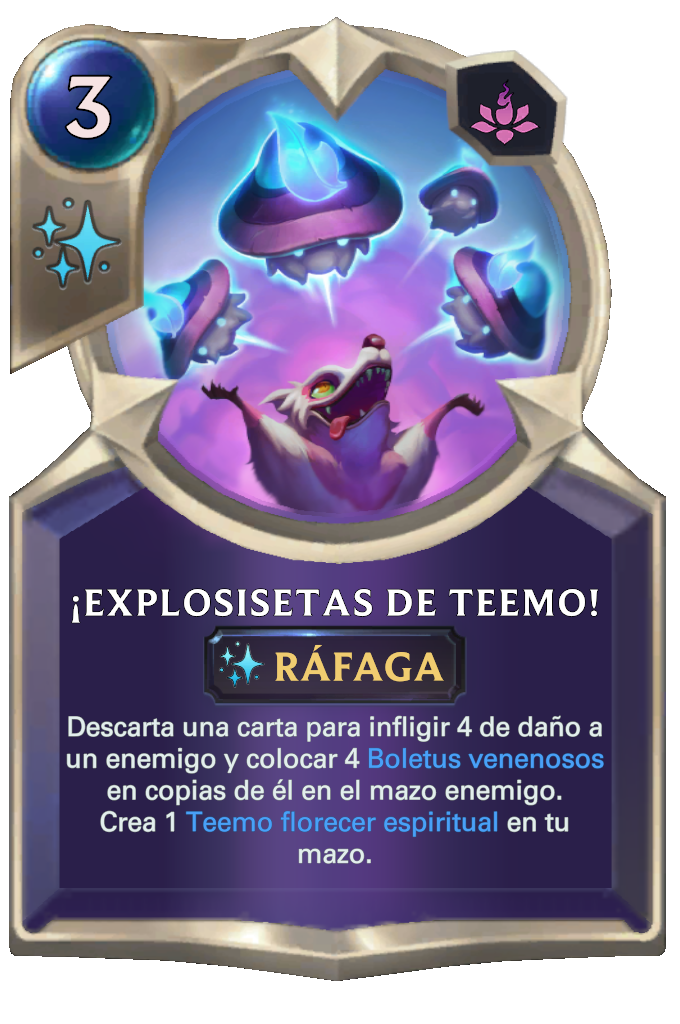 3
¡EXPLOSISETAS DE TEEMO!
RÁFAGA
Descarta una carta para infligir 4 de daño a
un enemigo y colocar 4 Boletus venenosos
en copias de él en el mazo enemigo.
Crea 1 Teemo florecer espiritual en tu
mazo.